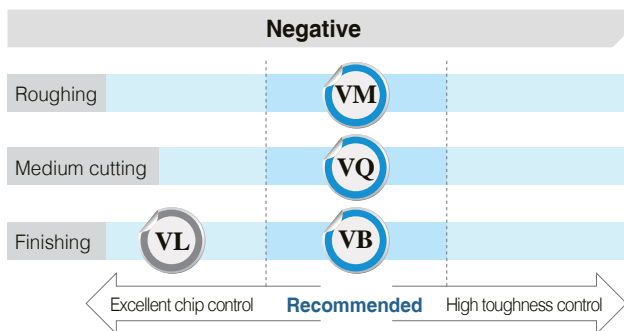 Negative
Roughing
VM
Medium cutting
VQ
Finishing
VL
VB
Excellent chip control
Recommended
High toughness control